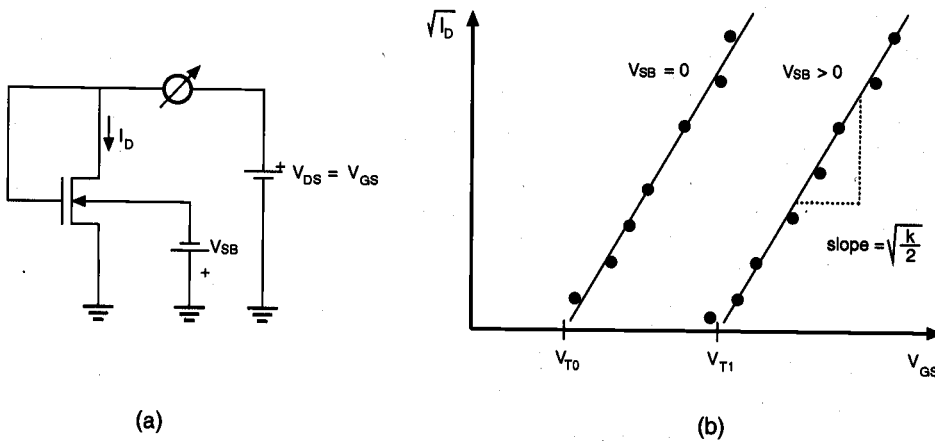 I_D
+
V_DS = V_GS
V_SB
+
(a)
√I_D
V_SB = 0
V_SB > 0
slope = √k/2
V_T0
V_T1
V_GS
(b)